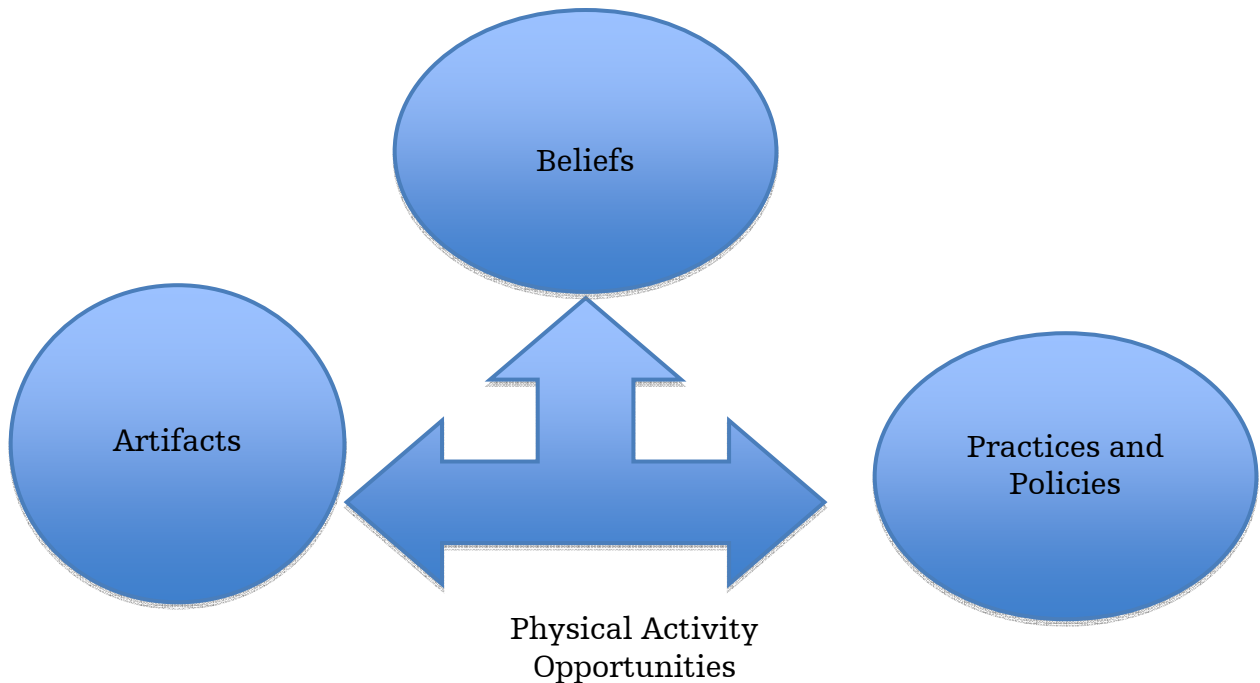 Beliefs
Artifacts
Practices and
Policies
Physical Activity
Opportunities